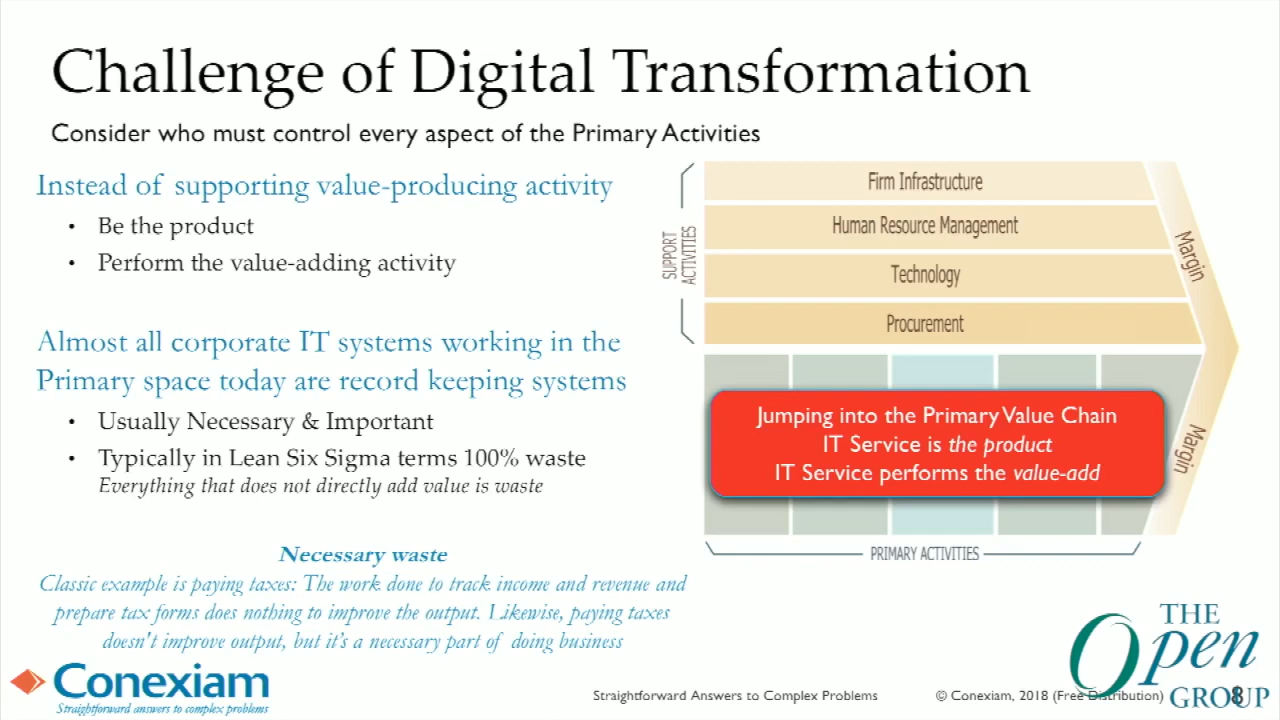 Challenge of Digital Transformation
Consider who must control every aspect of the Primary Activities
Instead of supporting value-producing activity
• Be the product
• Perform the value-adding activity
Almost all corporate IT systems working in the
Primary space today are record keeping systems
• Usually Necessary & Important
• Typically in Lean Six Sigma terms 100% waste
Everything that does not directly add value is waste
Necessary waste
Classic example is paying taxes: The work done to track income and revenue and
prepare tax forms does nothing to improve the output. Likewise, paying taxes
doesn't improve output, but it's a necessary part of doing business
SUPPORT
ACTIVITIES
Firm Infrastructure
Human Resource Management
Technology
Procurement
Margin
Jumping into the Primary Value Chain
IT Service is the product
IT Service performs the value-add
Margin
PRIMARY ACTIVITIES
Conexiam
Straightforward answers to complex problems
Straightforward Answers to Complex Problems
© Conexiam, 2018 (Free Distribution)
8
THE
Open
GROUP